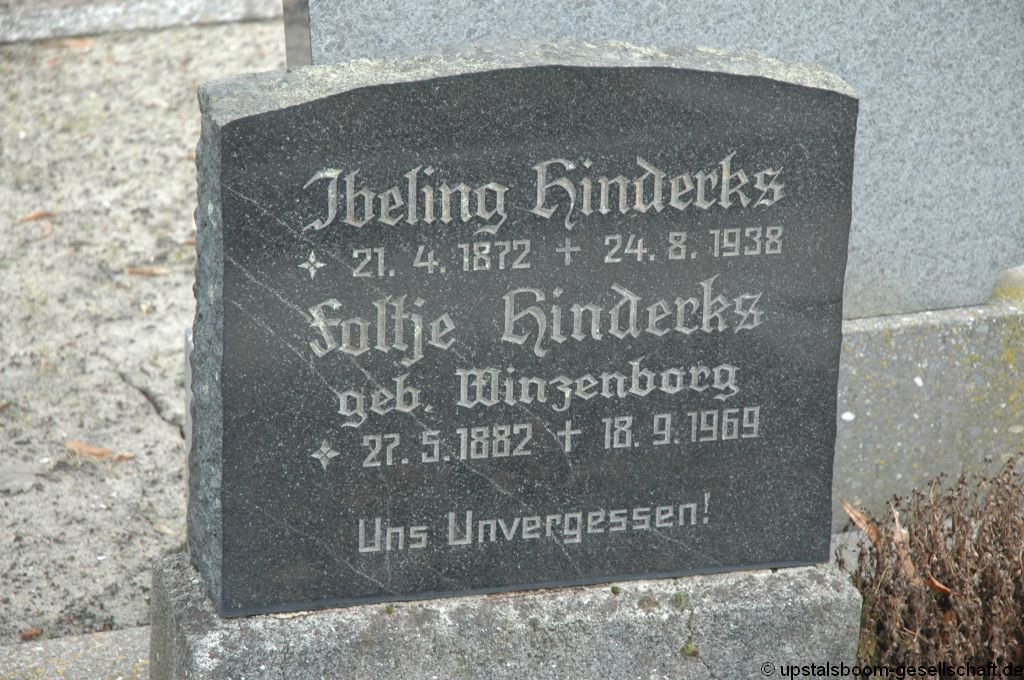 Ibeling Hinderks
21. 4. 1872 + 24. 8. 1938
Foltje Hinderks
geb. Winzenborg
27. 5. 1882 + 18. 9. 1969
Uns Unvergessen!
© upstalsboom-gesellschaft.de